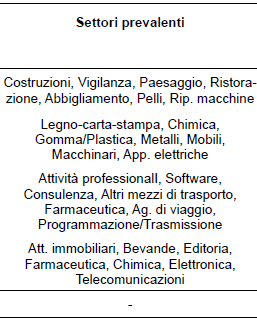 Settori prevalenti
Costruzioni, Vigilanza, Paesaggio, Ristora-
zione, Abbigliamento, Pelli, Rip. macchine
Legno-carta-stampa, Chimica,
Gomma/Plastica, Metalli, Mobili,
Macchinari, App. elettriche
Attività professionalI, Software,
Consulenza, Altri mezzi di trasporto,
Farmaceutica, Ag. di viaggio,
Programmazione/Trasmissione
Att. immobiliari, Bevande, Editoria,
Farmaceutica, Chimica, Elettronica,
Telecomunicazioni
-